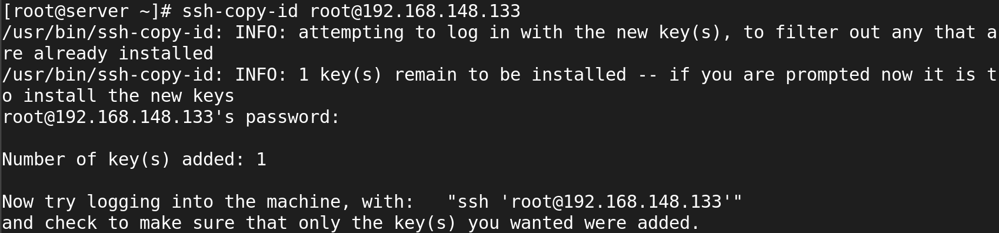 [root@server ~]# ssh-copy-id root@192.168.148.133
/usr/bin/ssh-copy-id: INFO: attempting to log in with the new key(s), to filter out any that a
re already installed
/usr/bin/ssh-copy-id: INFO: 1 key(s) remain to be installed -- if you are prompted now it is t
o install the new keys
root@192.168.148.133's password:
Number of key(s) added: 1
Now try logging into the machine, with:   "ssh 'root@192.168.148.133'"
and check to make sure that only the key(s) you wanted were added.